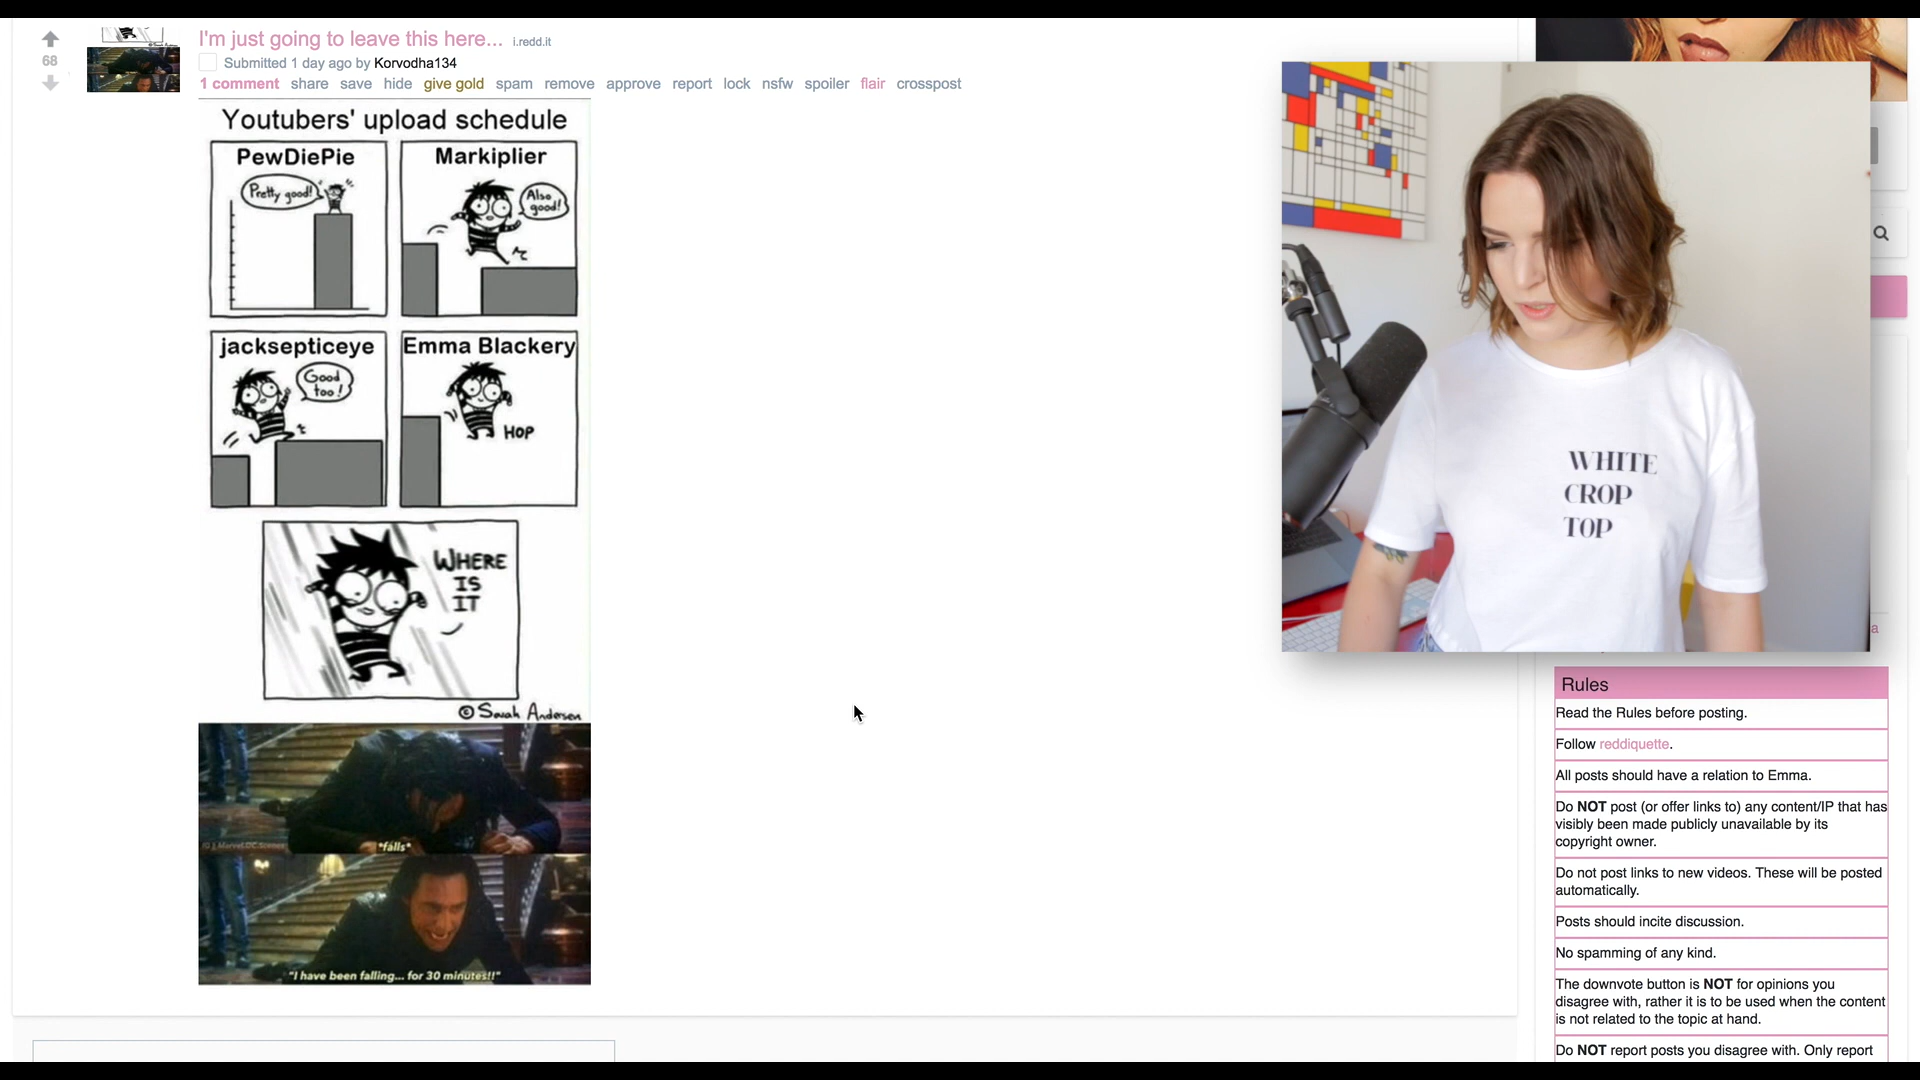 68
I'm just going to leave this here... i.redd.it
Submitted 1 day ago by Korvodha134
1 comment share save hide give gold spam remove approve report lock nsfw spoiler flair crosspost
Youtubers' upload schedule
PewDiePie
Pretty good!
Markiplier
Also
good!
jacksepticeye
Good
too!
Emma Blackery
HOP
WHERE
IS
IT
© Sarah Andersen
*falls*
"I have been falling... for 30 minutes!!"
WHITE
CROP
TOP
a
Rules
Read the Rules before posting.
Follow reddiquette.
All posts should have a relation to Emma.
Do NOT post (or offer links to) any content/IP that has
visibly been made publicly unavailable by its
copyright owner.
Do not post links to new videos. These will be posted
automatically.
Posts should incite discussion.
No spamming of any kind.
The downvote button is NOT for opinions you
disagree with, rather it is to be used when the content
is not related to the topic at hand.
Do NOT report posts you disagree with. Only report